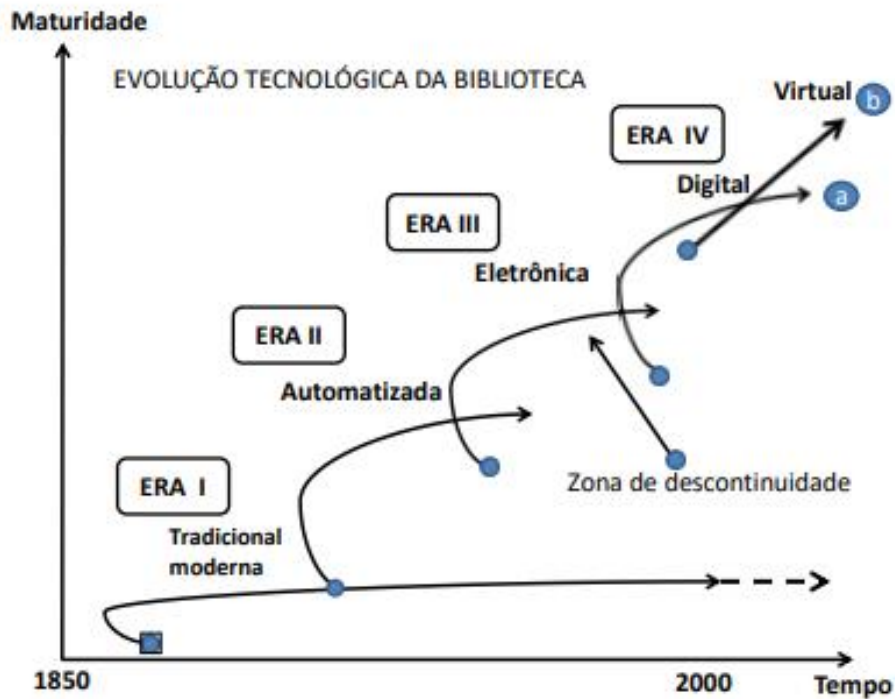 Maturidade
EVOLUÇÃO TECNOLÓGICA DA BIBLIOTECA
Virtual
b
ERA IV
Digital
a
ERA III
Eletrônica
ERA II
Automatizada
Zona de descontinuidade
ERA I
Tradicional
moderna
1850
2000
Tempo